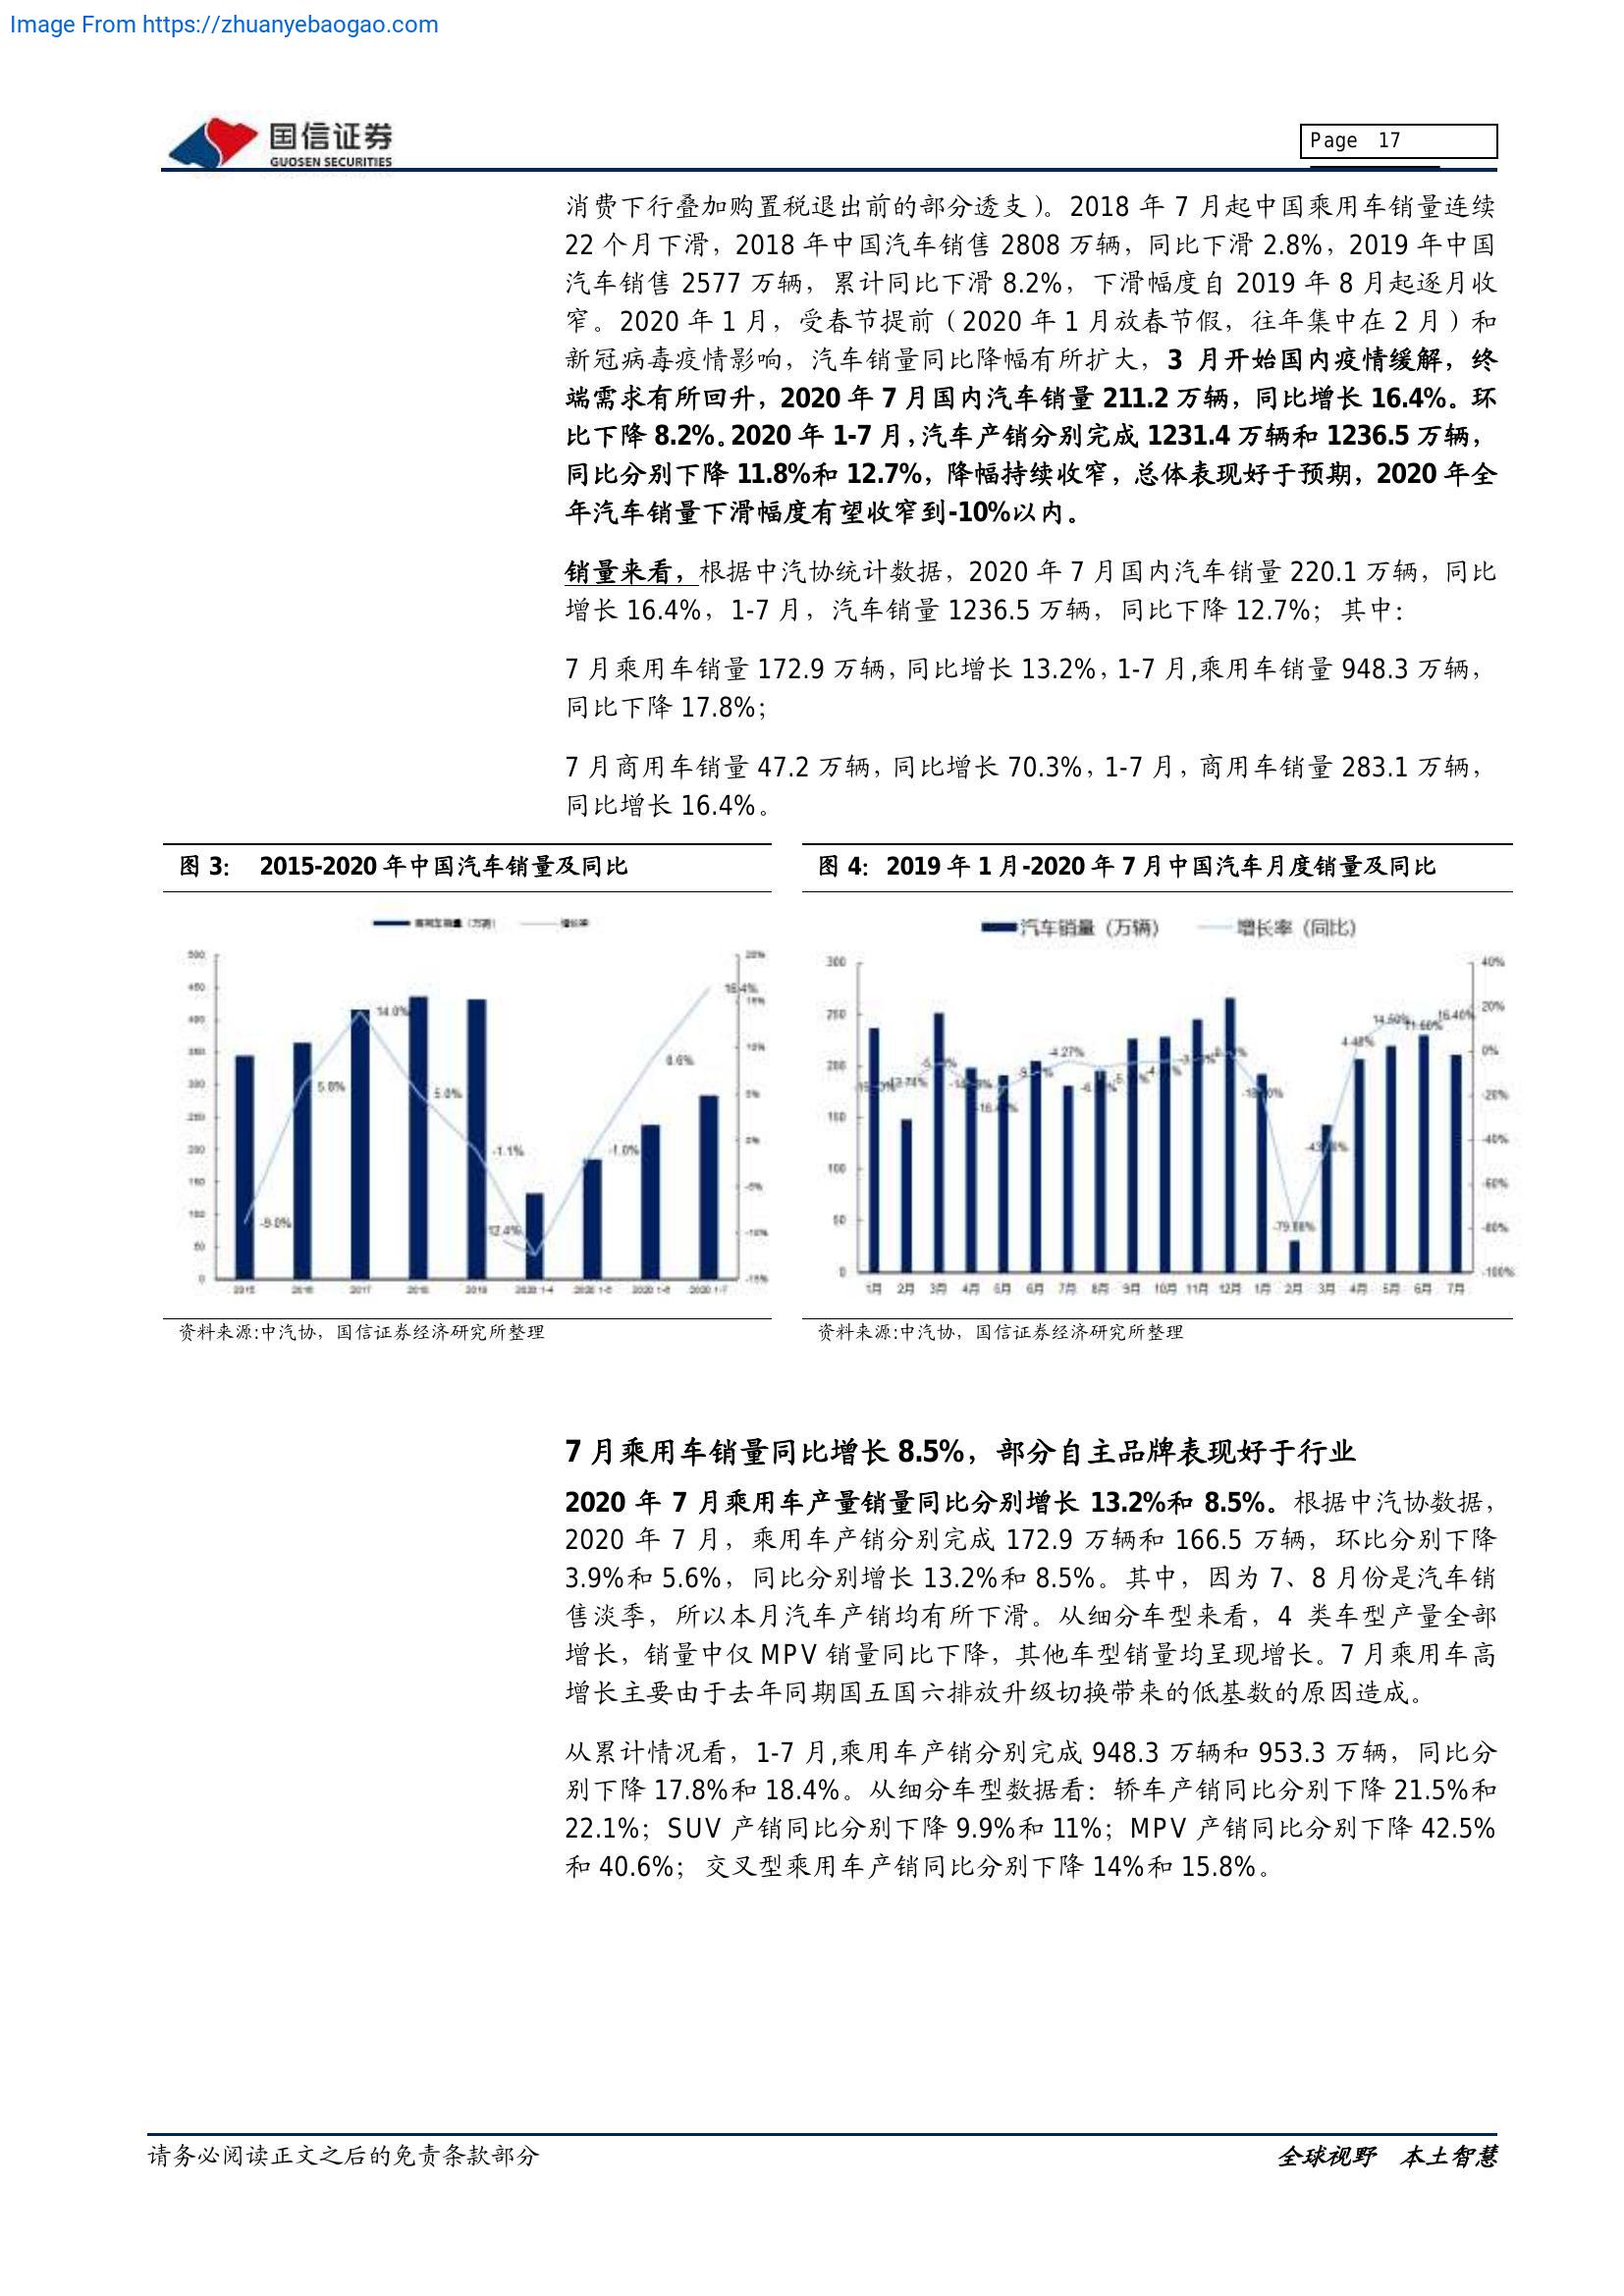 Image From https://zhuanyebaogao.com
国信证券
GUOSEN SECURITIES
Page 17
消费下行叠加购置税退出前的部分透支）。2018 年 7 月起中国乘用车销量连续
22 个月下滑，2018 年中国汽车销售 2808 万辆，同比下滑 2.8%，2019 年中国
汽车销售 2577 万辆，累计同比下滑 8.2%，下滑幅度自 2019 年 8 月起逐月收
窄。2020 年 1 月，受春节提前（2020 年 1 月放春节假，往年集中在 2 月）和
新冠病毒疫情影响，汽车销量同比降幅有所扩大，3 月开始国内疫情缓解，终
端需求有所回升，2020 年 7 月国内汽车销量 211.2 万辆，同比增长 16.4%。环
比下降 8.2%。2020 年 1-7 月，汽车产销分别完成 1231.4 万辆和 1236.5 万辆，
同比分别下降 11.8%和 12.7%，降幅持续收窄，总体表现好于预期，2020 年全
年汽车销量下滑幅度有望收窄到-10%以内。
销量来看，根据中汽协统计数据，2020 年 7 月国内汽车销量 220.1 万辆，同比
增长 16.4%，1-7 月，汽车销量 1236.5 万辆，同比下降 12.7%；其中：
7 月乘用车销量 172.9 万辆，同比增长 13.2%，1-7 月,乘用车销量 948.3 万辆，
同比下降 17.8%；
7 月商用车销量 47.2 万辆，同比增长 70.3%，1-7 月，商用车销量 283.1 万辆，
同比增长 16.4%。
图 3： 2015-2020 年中国汽车销量及同比
商用车销量（万辆） 增长率
500
450
400
350
300
250
200
150
100
50
0
20%
15%
10%
5%
0%
-5%
-10%
-15%
-9.0%
5.8%
14.0%
5.0%
-1.1%
-12.4%
-1.0%
8.6%
16.4%
2015 2016 2017 2018 2019 2020 1-4 2020 1-5 2020 1-6 2020 1-7
资料来源:中汽协，国信证券经济研究所整理
图 4：2019 年 1 月-2020 年 7 月中国汽车月度销量及同比
汽车销量（万辆） 增长率（同比）
300
250
200
150
100
50
0
40%
20%
0%
-20%
-40%
-60%
-80%
-100%
-13.74%
-4.27%
4.48%
14.50%
11.60%
16.40%
1月 2月 3月 4月 5月 6月 7月 8月 9月 10月 11月 12月 1月 2月 3月 4月 5月 6月 7月
资料来源:中汽协，国信证券经济研究所整理
7 月乘用车销量同比增长 8.5%，部分自主品牌表现好于行业
2020 年 7 月乘用车产量销量同比分别增长 13.2%和 8.5%。根据中汽协数据，
2020 年 7 月，乘用车产销分别完成 172.9 万辆和 166.5 万辆，环比分别下降
3.9%和 5.6%，同比分别增长 13.2%和 8.5%。其中，因为 7、8 月份是汽车销
售淡季，所以本月汽车产销均有所下滑。从细分车型来看，4 类车型产量全部
增长，销量中仅 MPV 销量同比下降，其他车型销量均呈现增长。7 月乘用车高
增长主要由于去年同期国五国六排放升级切换带来的低基数的原因造成。
从累计情况看，1-7 月,乘用车产销分别完成 948.3 万辆和 953.3 万辆，同比分
别下降 17.8%和 18.4%。从细分车型数据看：轿车产销同比分别下降 21.5%和
22.1%；SUV 产销同比分别下降 9.9%和 11%；MPV 产销同比分别下降 42.5%
和 40.6%；交叉型乘用车产销同比分别下降 14%和 15.8%。
请务必阅读正文之后的免责条款部分
全球视野 本土智慧